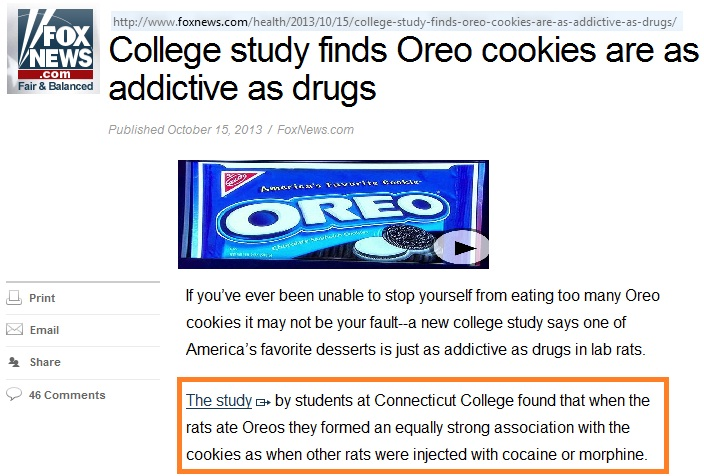 http://www.foxnews.com/health/2013/10/15/college-study-finds-oreo-cookies-are-as-addictive-as-drugs/
FOX
NEWS
.com
Fair & Balanced
College study finds Oreo cookies are as
addictive as drugs
Published October 15, 2013 / FoxNews.com
America's Favorite Cookie
OREO
Print
Email
Share
46 Comments
If you've ever been unable to stop yourself from eating too many Oreo
cookies it may not be your fault--a new college study says one of
America's favorite desserts is just as addictive as drugs in lab rats.
The study by students at Connecticut College found that when the
rats ate Oreos they formed an equally strong association with the
cookies as when other rats were injected with cocaine or morphine.